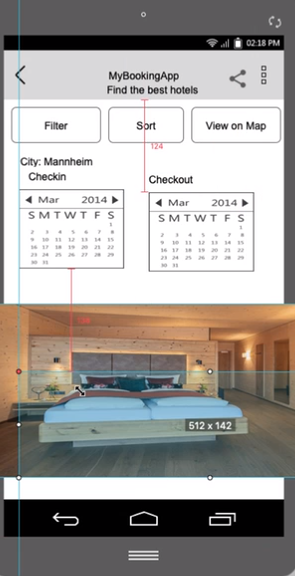 02:18 PM
MyBookingApp
Find the best hotels
Filter
Sort
View on Map
124
City: Mannheim
Checkin
Checkout
Mar 2014
S M T W T F S
1
2 3 4 5 6 7 8
9 10 11 12 13 14 15
16 17 18 19 20 21 22
23 24 25 26 27 28 29
30 31
Mar 2014
S M T W T F S
1
2 3 4 5 6 7 8
9 10 11 12 13 14 15
16 17 18 19 20 21 22
23 24 25 26 27 28 29
30 31
512 x 142